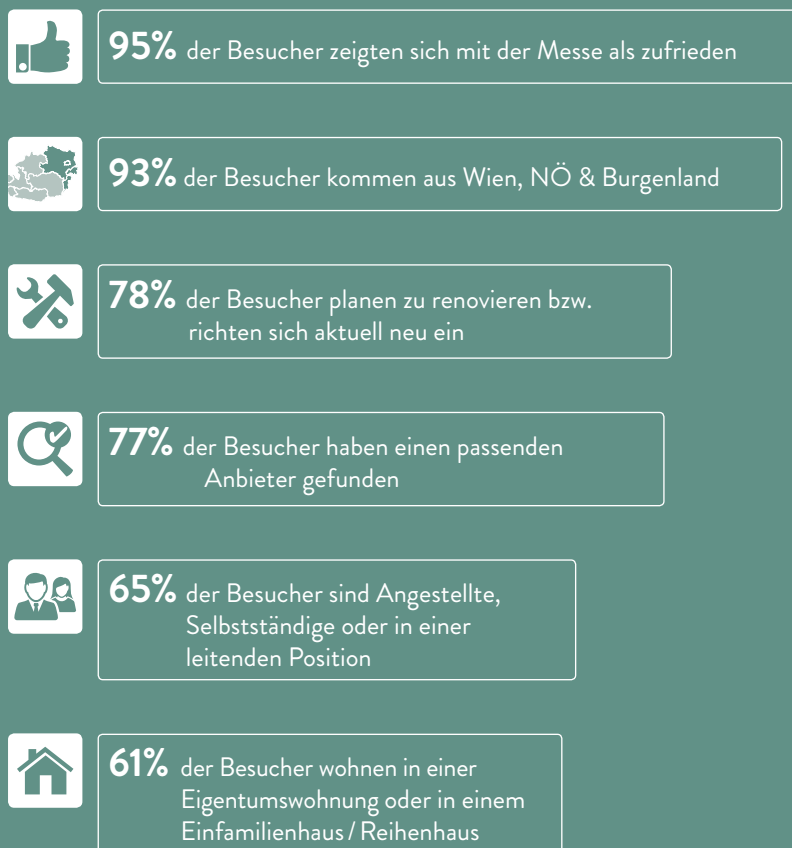 95% der Besucher zeigten sich mit der Messe als zufrieden
93% der Besucher kommen aus Wien, NÖ & Burgenland
78% der Besucher planen zu renovieren bzw.
richten sich aktuell neu ein
77% der Besucher haben einen passenden
Anbieter gefunden
65% der Besucher sind Angestellte,
Selbstständige oder in einer
leitenden Position
61% der Besucher wohnen in einer
Eigentumswohnung oder in einem
Einfamilienhaus / Reihenhaus